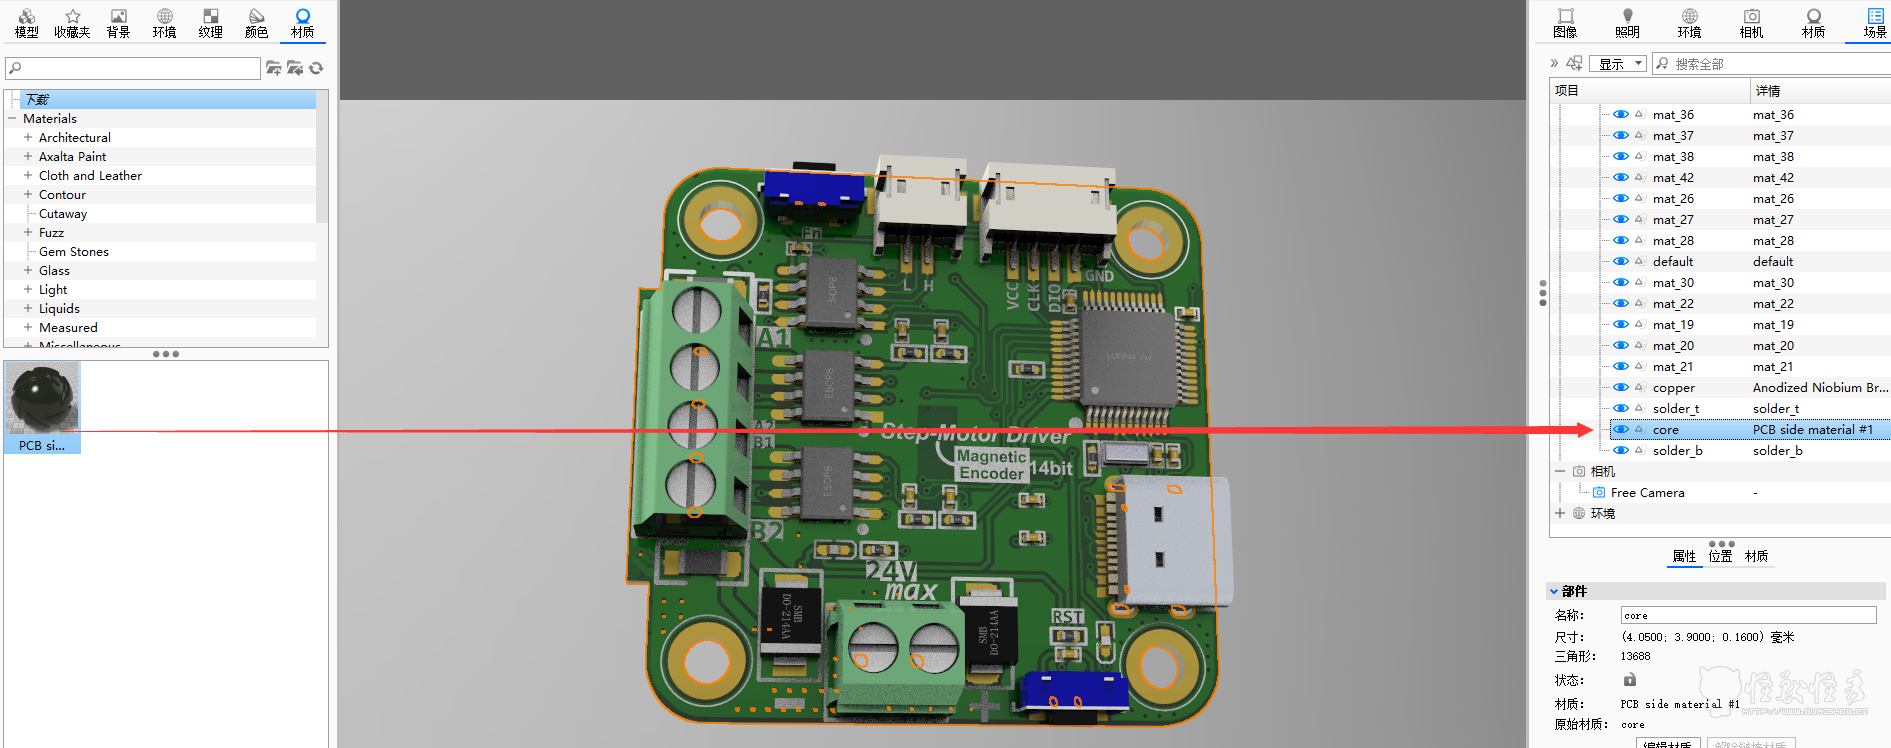 模型 收藏夹 背景 环境 纹理 颜色 材质
下载
Materials
Architectural
Axalta Paint
Cloth and Leather
Contour
Cutaway
Fuzz
Gem Stones
Glass
Light
Liquids
Measured
Miscellaneous
PCB si...
En
L H
VCC
CLK
DIO
GND
SOP8
ESOP8
ESOP8
A1
A2
B1
B2
Step-Motor Driver
Magnetic
Encoder
14bit
24V
max
SMB
DO-214AA
SMB
DO-214AA
RST
图像 照明 环境 相机 材质 场景
» 显示 搜索全部
项目 详情
mat_36 mat_36
mat_37 mat_37
mat_38 mat_38
mat_42 mat_42
mat_26 mat_26
mat_27 mat_27
mat_28 mat_28
default default
mat_30 mat_30
mat_22 mat_22
mat_19 mat_19
mat_20 mat_20
mat_21 mat_21
copper Anodized Niobium Br...
solder_t solder_t
core PCB side material #1
solder_b solder_b
相机
Free Camera -
环境
属性 位置 材质
部件
名称: core
尺寸: (4.0500; 3.9000; 0.1600) 毫米
三角形: 13688
状态:
材质: PCB side material #1
原始材质: core
编辑材质 解除链接材质